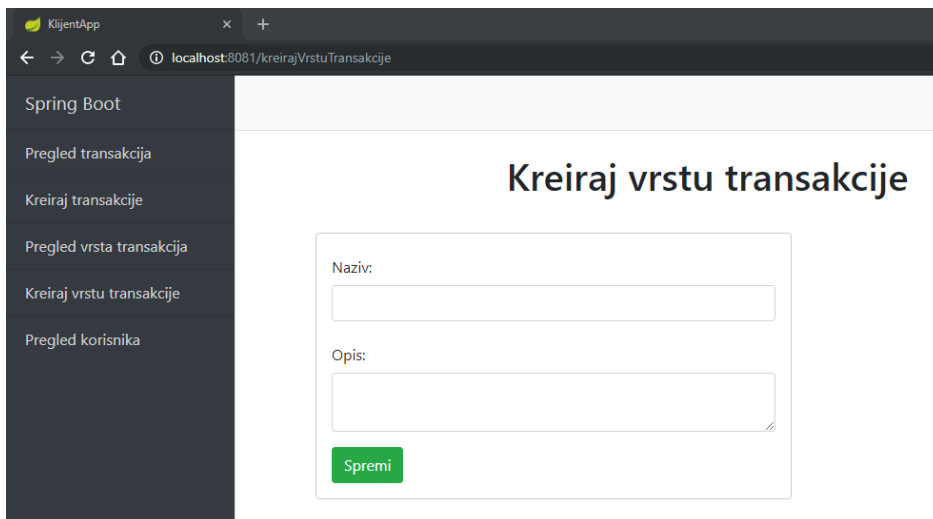 KlijentApp
localhost:8081/kreirajVrstuTransakcije
Spring Boot
Pregled transakcija
Kreiraj transakcije
Pregled vrsta transakcija
Kreiraj vrstu transakcije
Pregled korisnika
Kreiraj vrstu transakcije
Naziv:
Opis:
Spremi